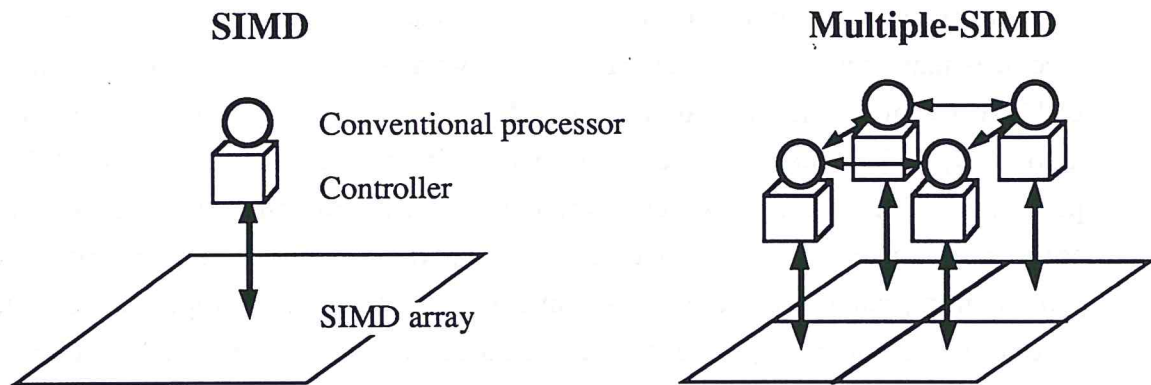 SIMD
Multiple-SIMD
Conventional processor
Controller
SIMD array